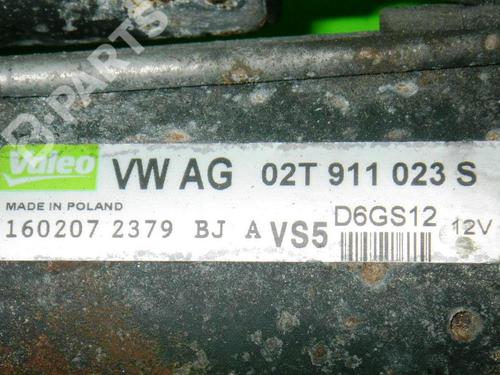 B-PARTS
Valeo VW AG 02T 911 023 S
MADE IN POLAND
160207 2379 BJ A VS5 D6GS12 12V